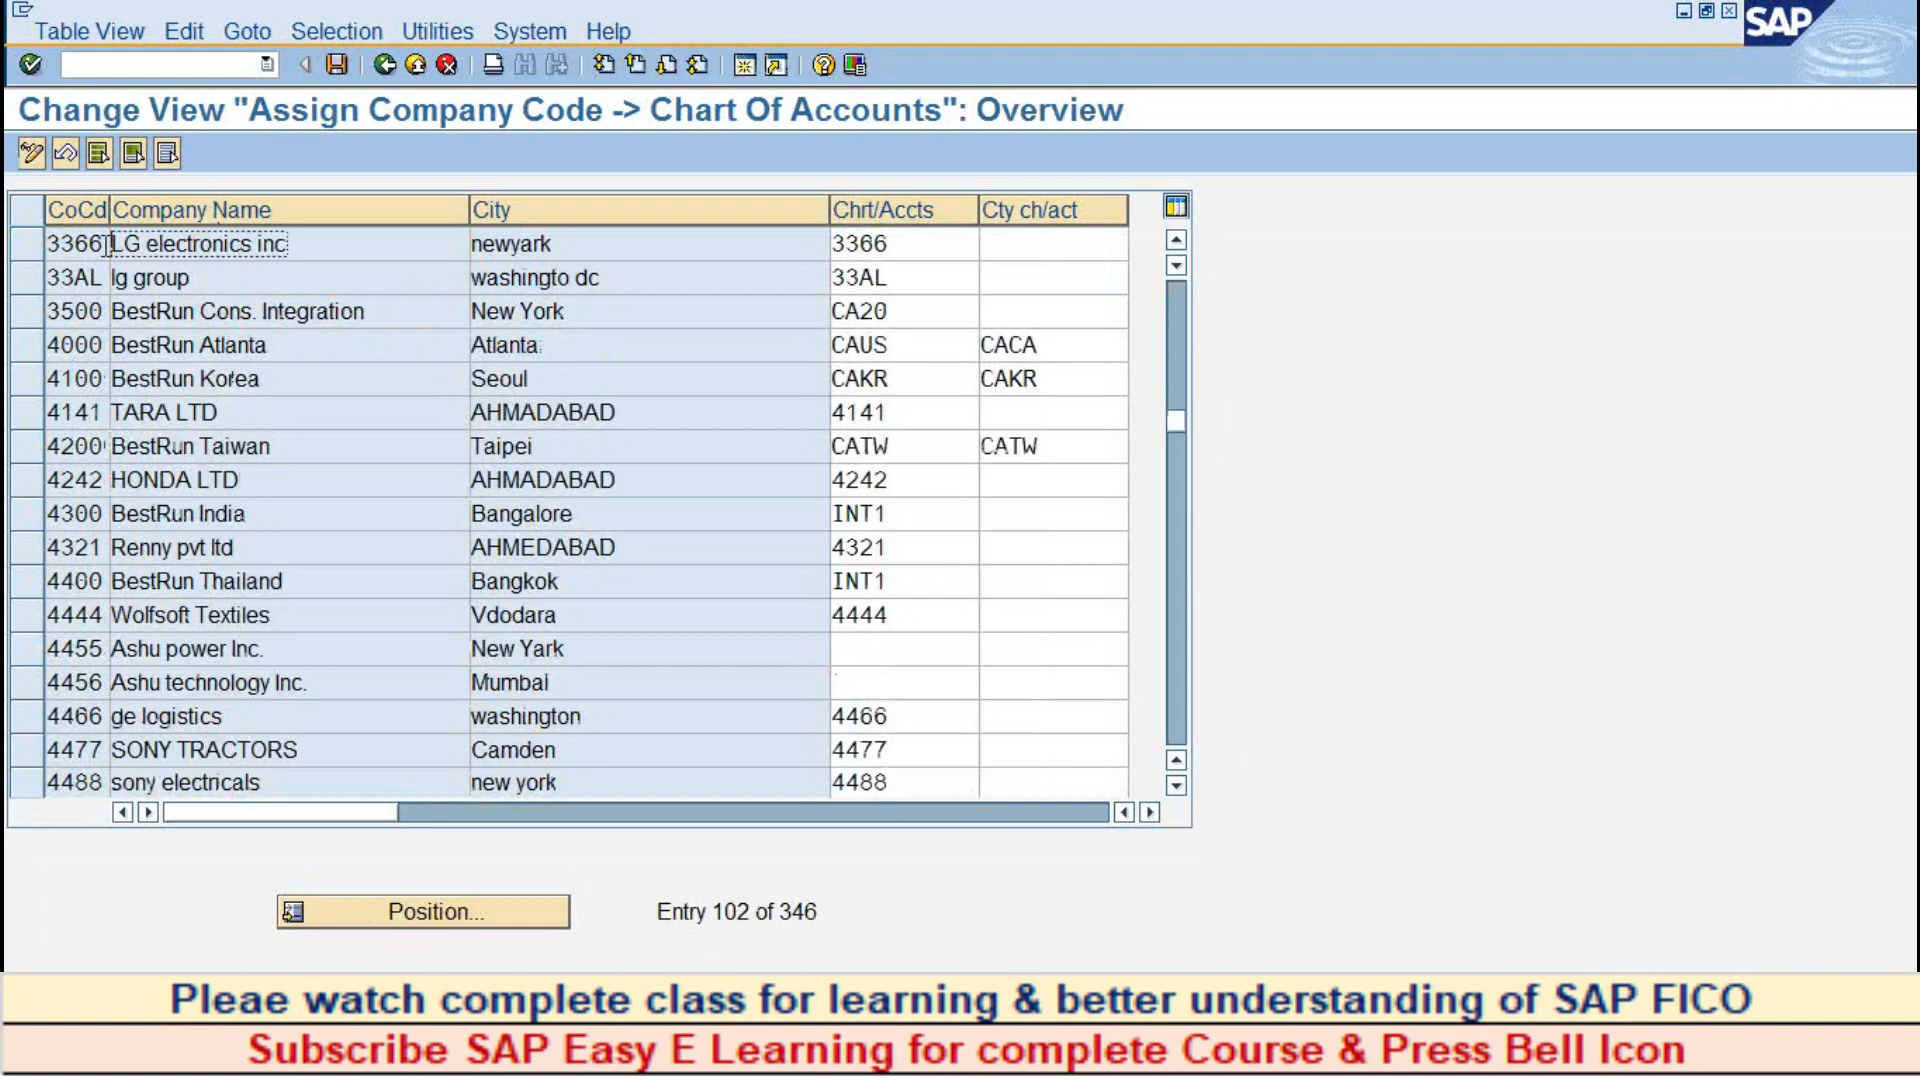 Table View Edit Goto Selection Utilities System Help
SAP
Change View "Assign Company Code -> Chart Of Accounts": Overview
CoCd Company Name City Chrt/Accts Cty ch/act
3366 LG electronics inc newyark 3366
33AL lg group washingto dc 33AL
3500 BestRun Cons. Integration New York CA20
4000 BestRun Atlanta Atlanta CAUS CACA
4100 BestRun Korea Seoul CAKR CAKR
4141 TARA LTD AHMADABAD 4141
4200 BestRun Taiwan Taipei CATW CATW
4242 HONDA LTD AHMADABAD 4242
4300 BestRun India Bangalore INT1
4321 Renny pvt ltd AHMEDABAD 4321
4400 BestRun Thailand Bangkok INT1
4444 Wolfsoft Textiles Vdodara 4444
4455 Ashu power Inc. New Yark
4456 Ashu technology Inc. Mumbai
4466 ge logistics washington 4466
4477 SONY TRACTORS Camden 4477
4488 sony electricals new york 4488
Position... Entry 102 of 346
Pleae watch complete class for learning & better understanding of SAP FICO
Subscribe SAP Easy E Learning for complete Course & Press Bell Icon